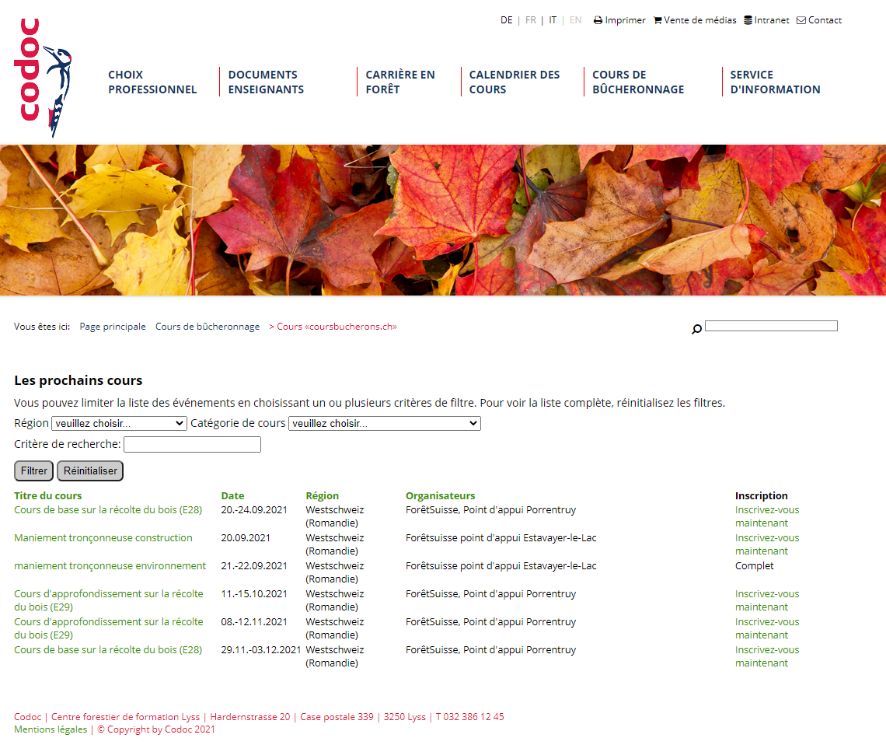 codoc
DE | FR | IT | EN Imprimer Vente de médias Intranet Contact
CHOIX PROFESSIONNEL
DOCUMENTS ENSEIGNANTS
CARRIÈRE EN FORÊT
CALENDRIER DES COURS
COURS DE BÛCHERONNAGE
SERVICE D'INFORMATION
Vous êtes ici: Page principale Cours de bûcheronnage > Cours «coursbucherons.ch»
Les prochains cours
Vous pouvez limiter la liste des événements en choisissant un ou plusieurs critères de filtre. Pour voir la liste complète, réinitialisez les filtres.
Région veuillez choisir... Catégorie de cours veuillez choisir...
Critère de recherche:
Filtrer Réinitialiser
Titre du cours Date Région Organisateurs Inscription
Cours de base sur la récolte du bois (E28) 20.-24.09.2021 Westschweiz (Romandie) ForêtSuisse, Point d'appui Porrentruy Inscrivez-vous maintenant
Maniement tronçonneuse construction 20.09.2021 Westschweiz (Romandie) Forêtsuisse point d'appui Estavayer-le-Lac Inscrivez-vous maintenant
maniement tronçonneuse environnement 21.-22.09.2021 Westschweiz (Romandie) Forêtsuisse point d'appui Estavayer-le-Lac Complet
Cours d'approfondissement sur la récolte du bois (E29) 11.-15.10.2021 Westschweiz (Romandie) ForêtSuisse, Point d'appui Porrentruy Inscrivez-vous maintenant
Cours d'approfondissement sur la récolte du bois (E29) 08.-12.11.2021 Westschweiz (Romandie) ForêtSuisse, Point d'appui Porrentruy Inscrivez-vous maintenant
Cours de base sur la récolte du bois (E28) 29.11.-03.12.2021 Westschweiz (Romandie) ForêtSuisse, Point d'appui Porrentruy Inscrivez-vous maintenant
Codoc | Centre forestier de formation Lyss | Hardernstrasse 20 | Case postale 339 | 3250 Lyss | T 032 386 12 45
Mentions légales | © Copyright by Codoc 2021